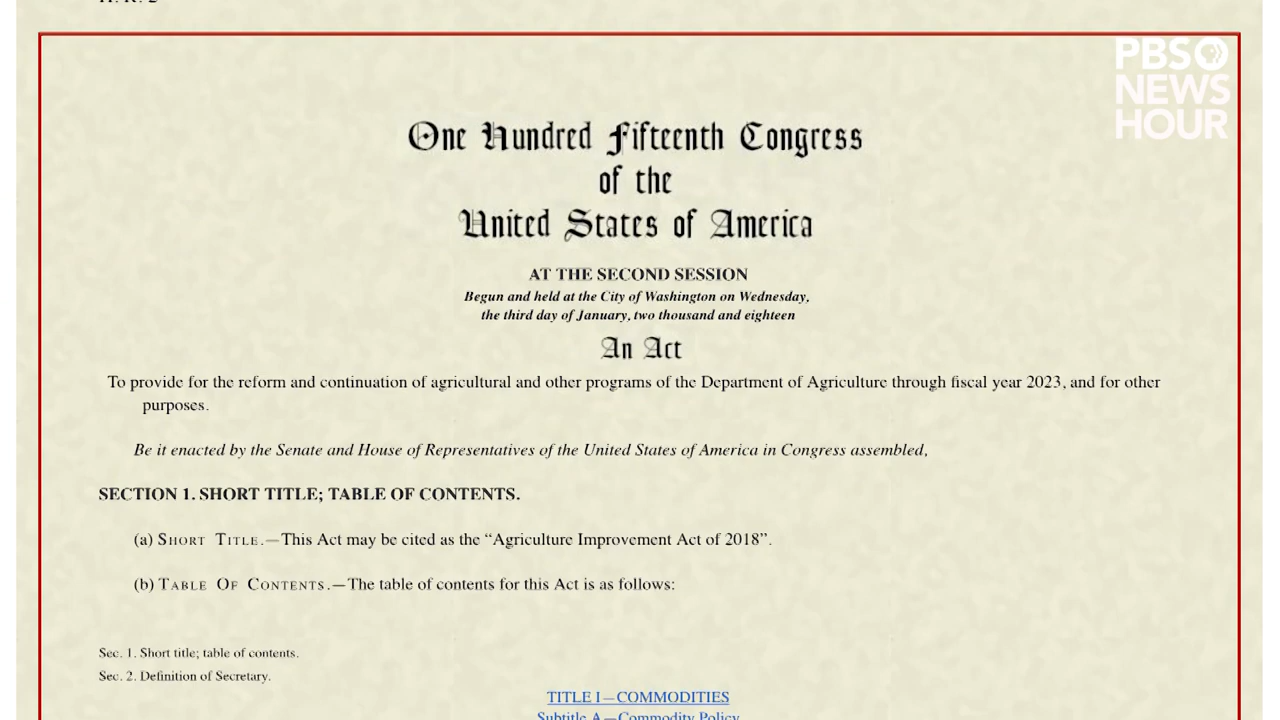 H. R. 2
PBS
NEWS
HOUR
One Hundred Fifteenth Congress
of the
United States of America
AT THE SECOND SESSION
Begun and held at the City of Washington on Wednesday,
the third day of January, two thousand and eighteen
An Act
To provide for the reform and continuation of agricultural and other programs of the Department of Agriculture through fiscal year 2023, and for other
purposes.
Be it enacted by the Senate and House of Representatives of the United States of America in Congress assembled,
SECTION 1. SHORT TITLE; TABLE OF CONTENTS.
(a) SHORT TITLE.—This Act may be cited as the “Agriculture Improvement Act of 2018”.
(b) TABLE OF CONTENTS.—The table of contents for this Act is as follows:
Sec. 1. Short title; table of contents.
Sec. 2. Definition of Secretary.
TITLE I—COMMODITIES
Subtitle A—Commodity Policy